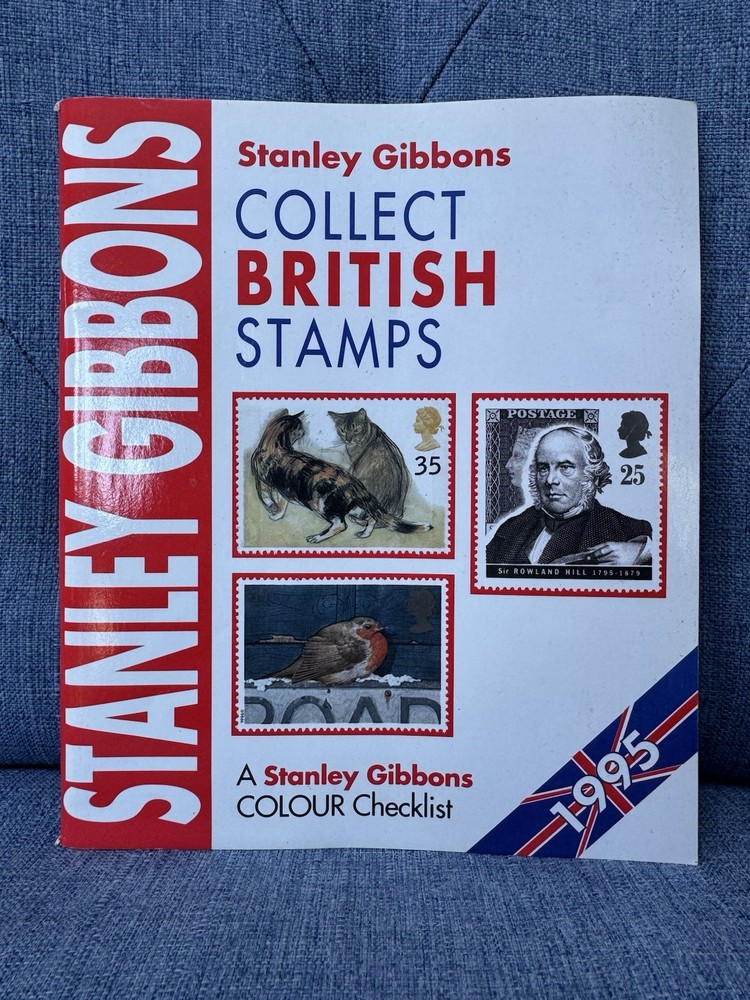 STANLEY GIBBONS
Stanley Gibbons
COLLECT
BRITISH
STAMPS
35
POSTAGE
25
Sir ROWLAND HILL 1795-1879
ROAD
A Stanley Gibbons
COLOUR Checklist
1995